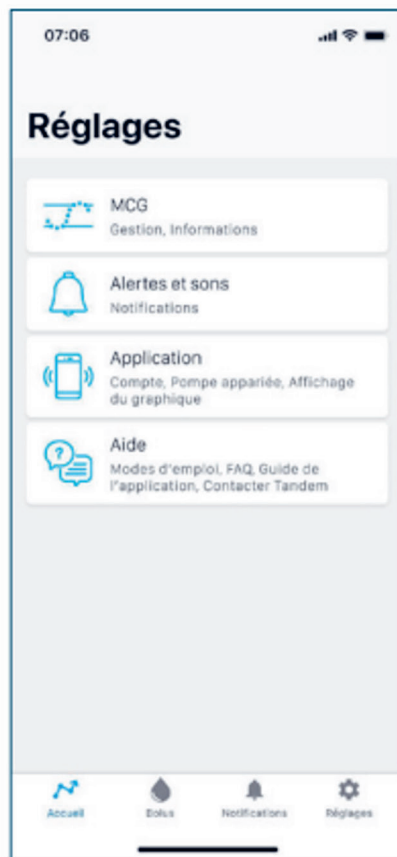 07:06
Réglages
MCG
Gestion, Informations
Alertes et sons
Notifications
Application
Compte, Pompe appariée, Affichage
du graphique
?
Aide
Modes d'emploi, FAQ, Guide de
l'application, Contacter Tandem
Accueil
Bolus
Notifications
Réglages